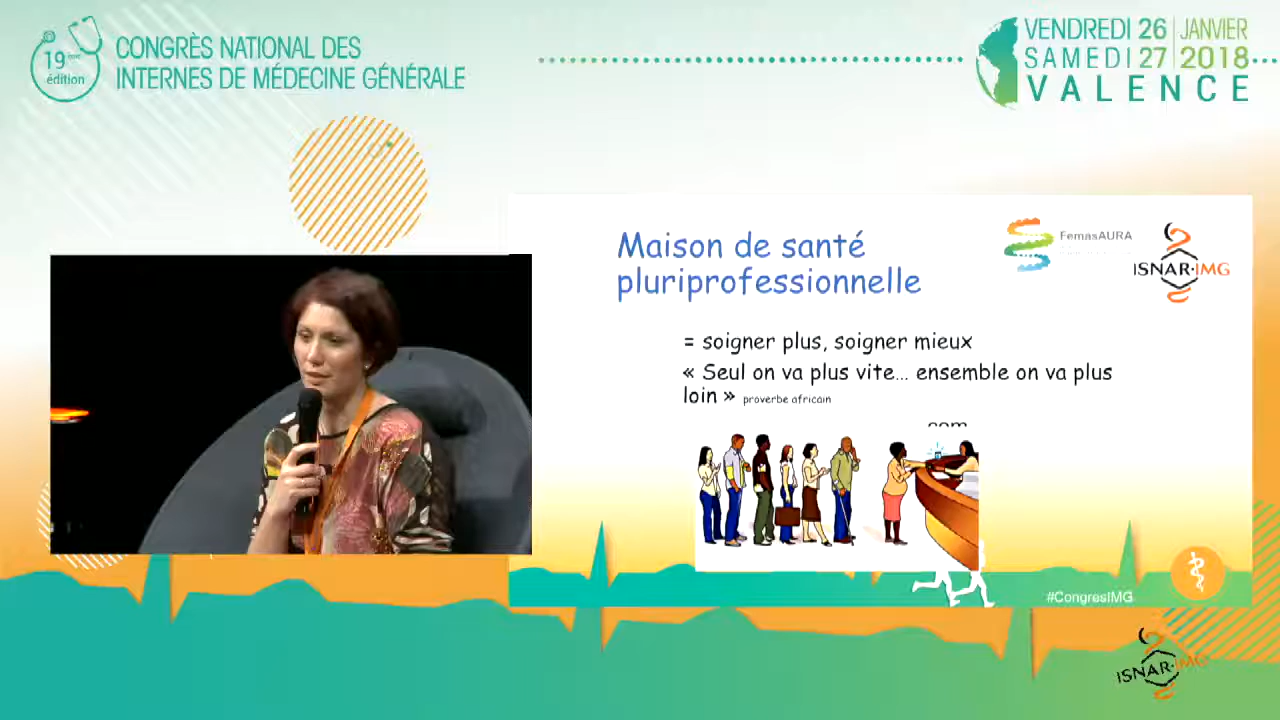 19ème
édition
CONGRÈS NATIONAL DES
INTERNES DE MÉDECINE GÉNÉRALE
VENDREDI 26 JANVIER
SAMEDI 27 2018
VALENCE
Maison de santé
pluriprofessionnelle
FemasAURA
ISNAR-IMG
= soigner plus, soigner mieux
« Seul on va plus vite... ensemble on va plus
loin » proverbe africain
#CongresIMG
ISNAR-IMG